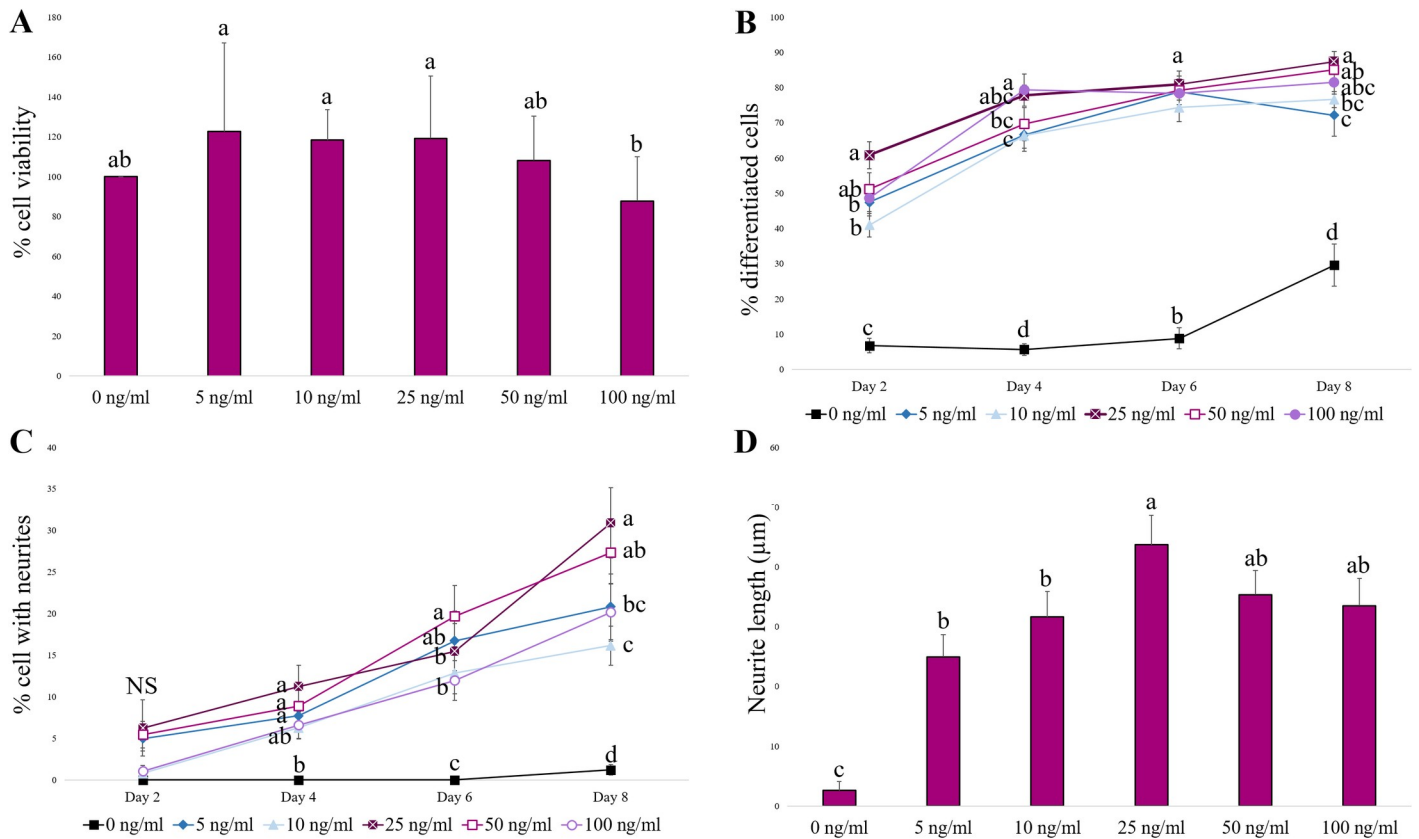 A
% cell viability
180
160
140
120
100
80
60
40
20
0
ab
a
a
a
ab
b
0 ng/ml 5 ng/ml 10 ng/ml 25 ng/ml 50 ng/ml 100 ng/ml
B
% differentiated cells
100
90
80
70
60
50
40
30
20
10
0
a
ab
b
b
c
a
abc
bc
c
d
a
b
a
ab
abc
bc
c
d
Day 2 Day 4 Day 6 Day 8
0 ng/ml 5 ng/ml 10 ng/ml 25 ng/ml 50 ng/ml 100 ng/ml
C
% cell with neurites
40
35
30
25
20
15
10
5
0
NS
a
a
a
ab
b
a
ab
b
b
c
a
ab
bc
c
d
Day 2 Day 4 Day 6 Day 8
0 ng/ml 5 ng/ml 10 ng/ml 25 ng/ml 50 ng/ml 100 ng/ml
D
Neurite length (µm)
60
0
0
0
10
0
c
b
b
a
ab
ab
0 ng/ml 5 ng/ml 10 ng/ml 25 ng/ml 50 ng/ml 100 ng/ml